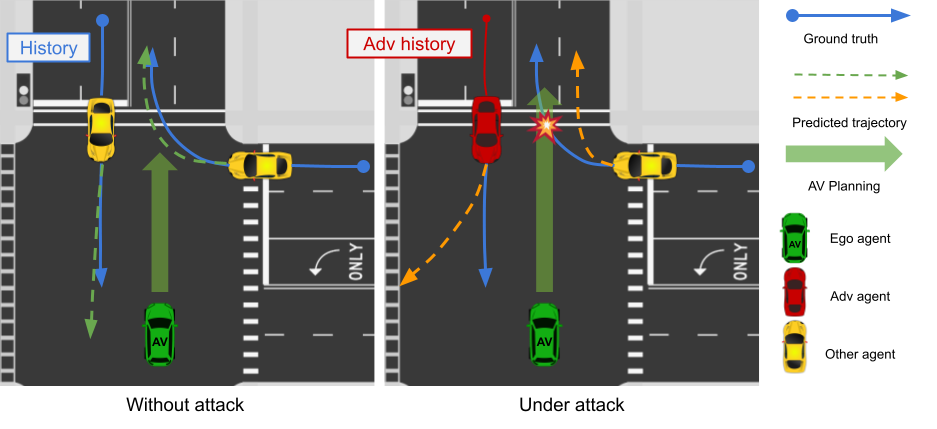 History
Adv history
Ground truth
Predicted trajectory
AV Planning
AV
Ego agent
Adv agent
Other agent
ONLY
ONLY
AV
AV
Without attack
Under attack